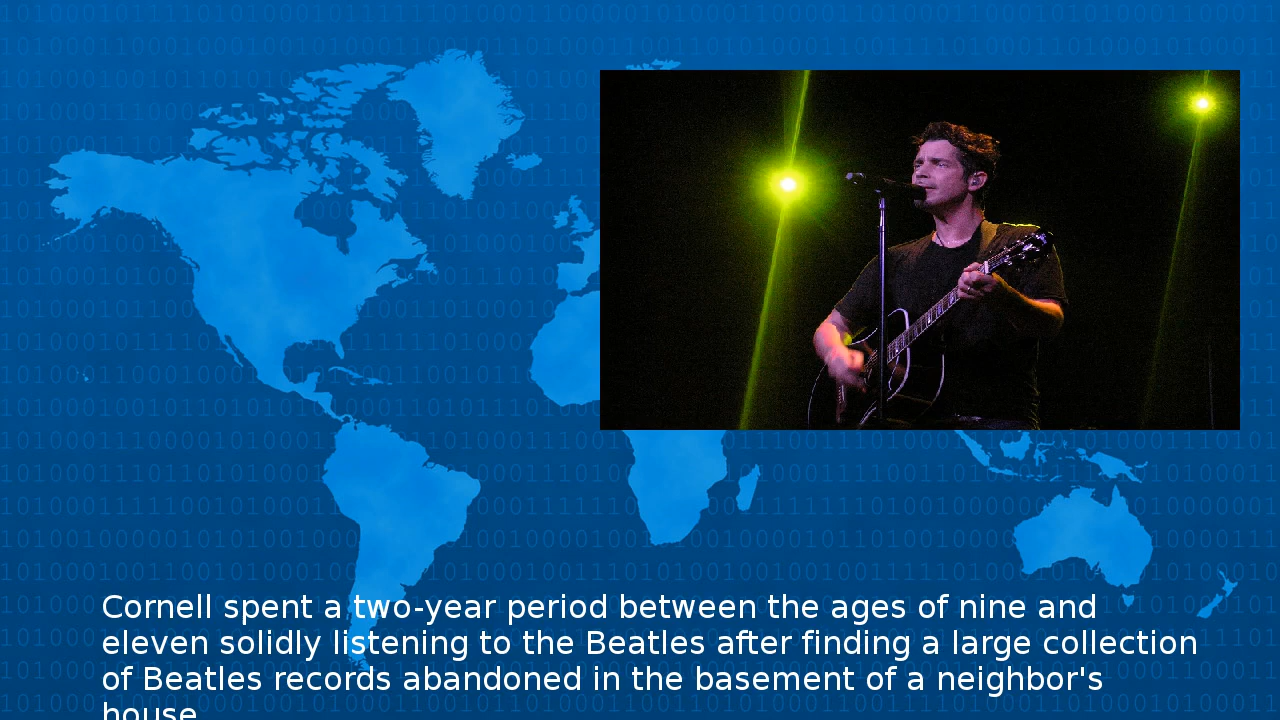 Cornell spent a two-year period between the ages of nine and
eleven solidly listening to the Beatles after finding a large collection
of Beatles records abandoned in the basement of a neighbor's
house